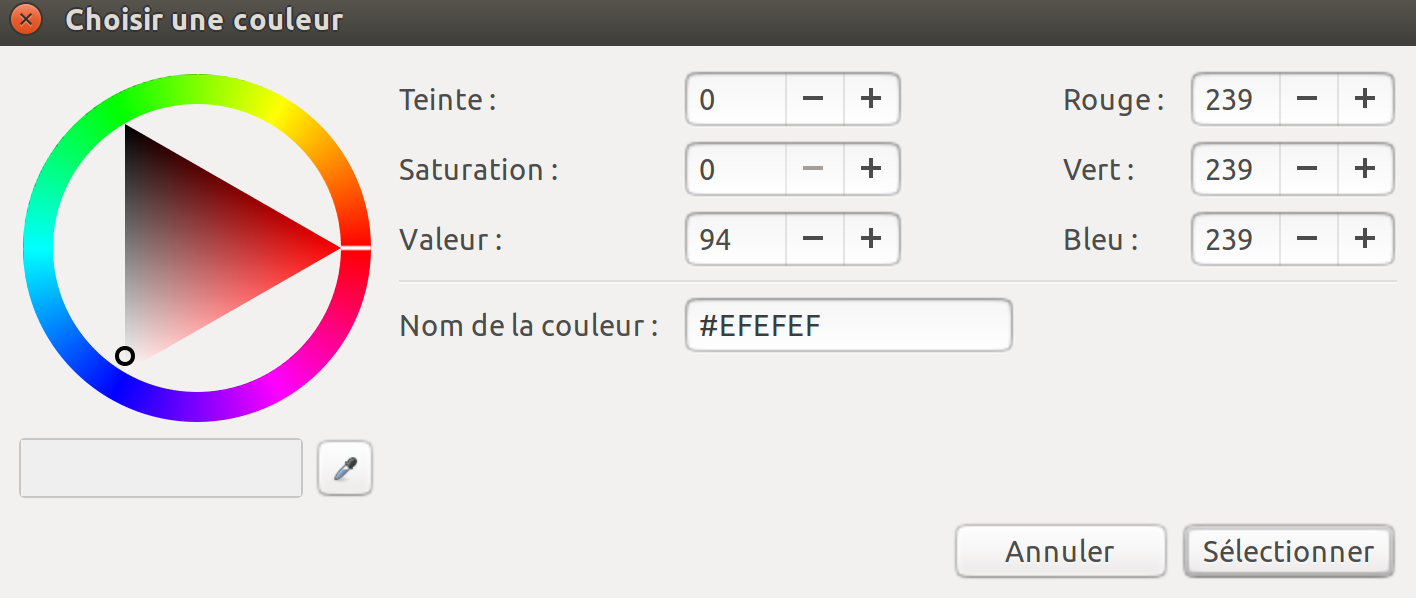 Choisir une couleur
Teinte : 0 Rouge : 239
Saturation : 0 Vert : 239
Valeur : 94 Bleu : 239
Nom de la couleur : #EFEFEF
Annuler Sélectionner